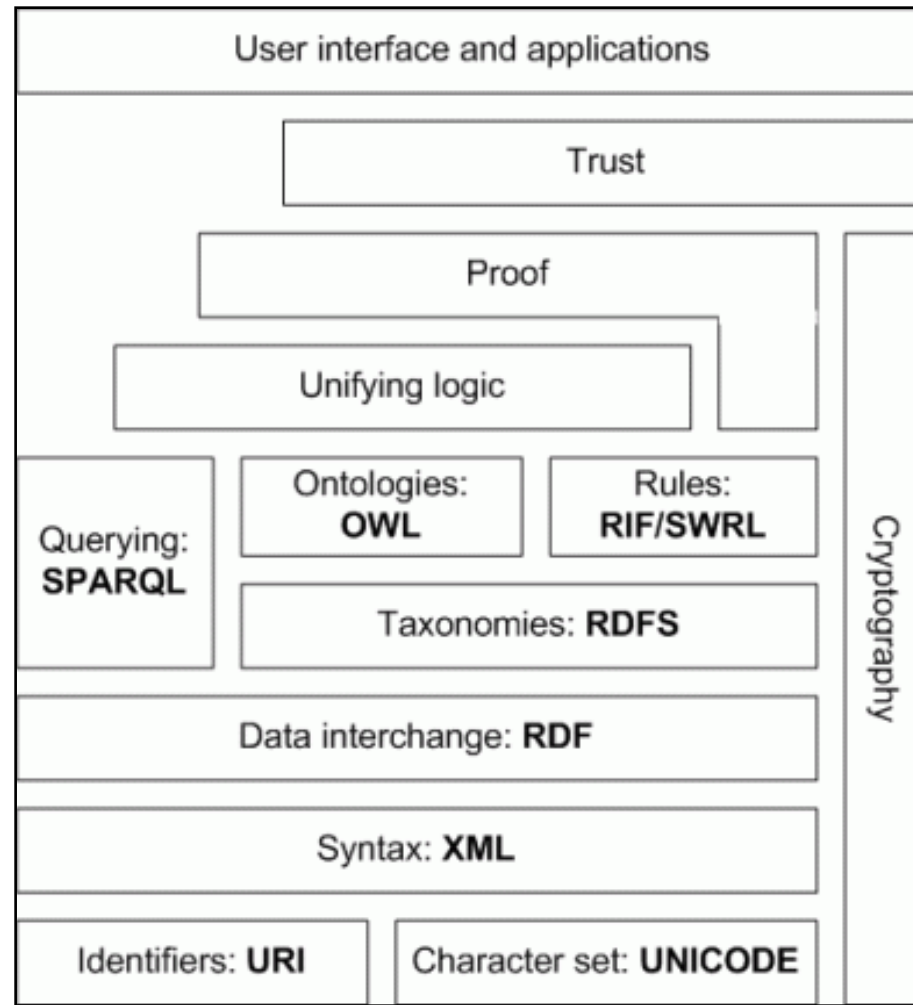 User interface and applications
Trust
Proof
Unifying logic
Querying:
SPARQL
Ontologies:
OWL
Rules:
RIF/SWRL
Taxonomies: RDFS
Cryptography
Data interchange: RDF
Syntax: XML
Identifiers: URI
Character set: UNICODE